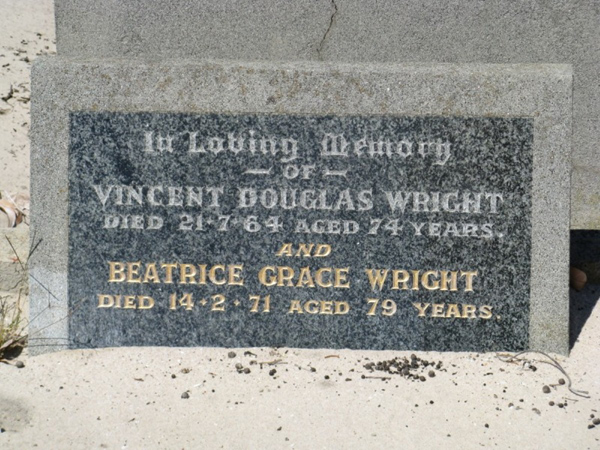 In Loving Memory
- OF -
VINCENT DOUGLAS WRIGHT
DIED 21-7-64 AGED 74 YEARS.
AND
BEATRICE GRACE WRIGHT
DIED 14-2-71 AGED 79 YEARS.